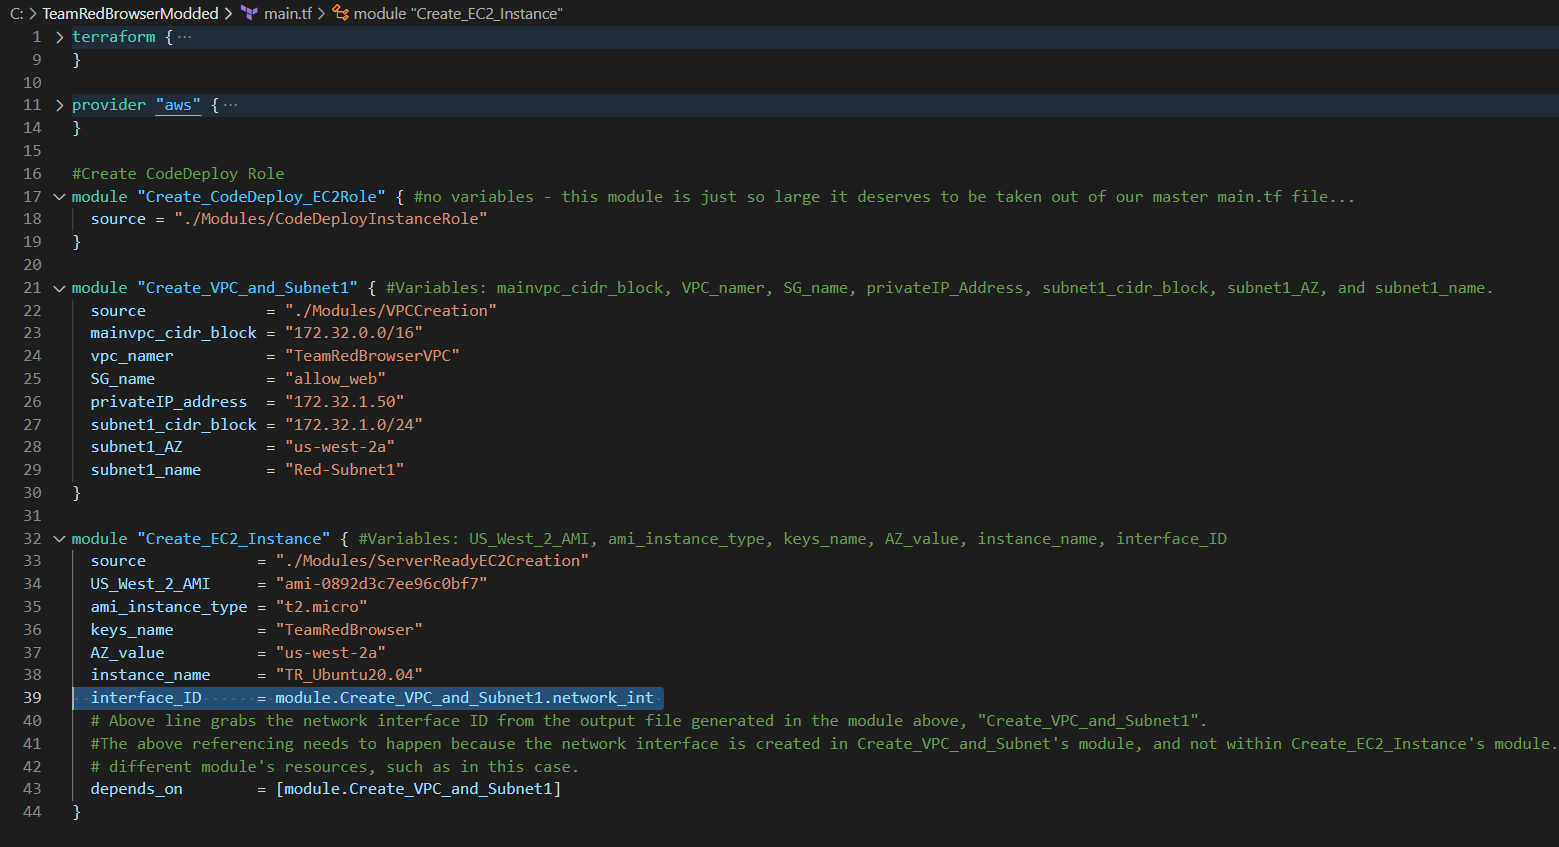 C: > TeamRedBrowserModded > main.tf > module "Create_EC2_Instance"
1 terraform { ···
9 }
10
11 provider "aws" { ···
14 }
15
16 #Create CodeDeploy Role
17 module "Create_CodeDeploy_EC2Role" { #no variables - this module is just so large it deserves to be taken out of our master main.tf file...
18 source = "./Modules/CodeDeployInstanceRole"
19 }
20
21 module "Create_VPC_and_Subnet1" { #Variables: mainvpc_cidr_block, VPC_namer, SG_name, privateIP_Address, subnet1_cidr_block, subnet1_AZ, and subnet1_name.
22 source = "./Modules/VPCCreation"
23 mainvpc_cidr_block = "172.32.0.0/16"
24 vpc_namer = "TeamRedBrowserVPC"
25 SG_name = "allow_web"
26 privateIP_address = "172.32.1.50"
27 subnet1_cidr_block = "172.32.1.0/24"
28 subnet1_AZ = "us-west-2a"
29 subnet1_name = "Red-Subnet1"
30 }
31
32 module "Create_EC2_Instance" { #Variables: US_West_2_AMI, ami_instance_type, keys_name, AZ_value, instance_name, interface_ID
33 source = "./Modules/ServerReadyEC2Creation"
34 US_West_2_AMI = "ami-0892d3c7ee96c0bf7"
35 ami_instance_type = "t2.micro"
36 keys_name = "TeamRedBrowser"
37 AZ_value = "us-west-2a"
38 instance_name = "TR_Ubuntu20.04"
39 interface_ID = module.Create_VPC_and_Subnet1.network_int
40 # Above line grabs the network interface ID from the output file generated in the module above, "Create_VPC_and_Subnet1".
41 #The above referencing needs to happen because the network interface is created in Create_VPC_and_Subnet's module, and not within Create_EC2_Instance's module.
42 # different module's resources, such as in this case.
43 depends_on = [module.Create_VPC_and_Subnet1]
44 }